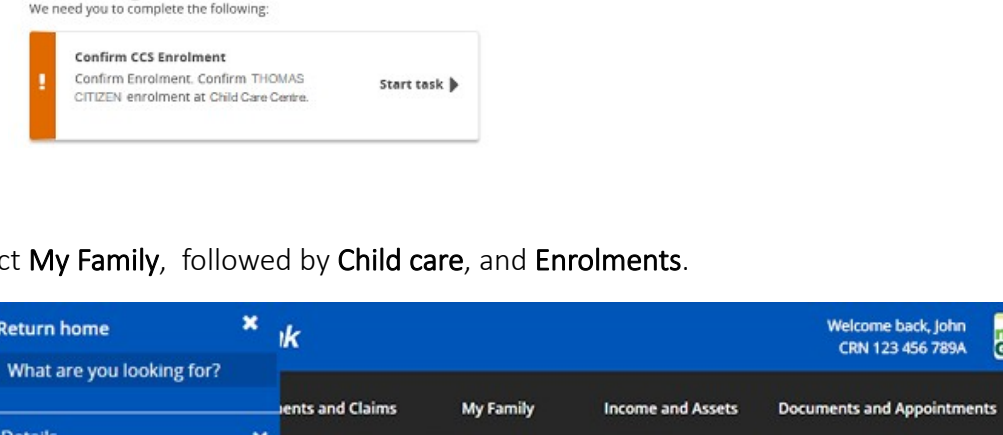 We need you to complete the following:
Confirm CCS Enrolment
Confirm Enrolment. Confirm THOMAS
CITIZEN enrolment at Child Care Centre.
Start task
My Family, followed by Child care, and Enrolments.
Return home
Welcome back, John
CRN 123 456 789A
What are you looking for?
and Claims
My Family
Income and Assets
Documents and Appointments
Details